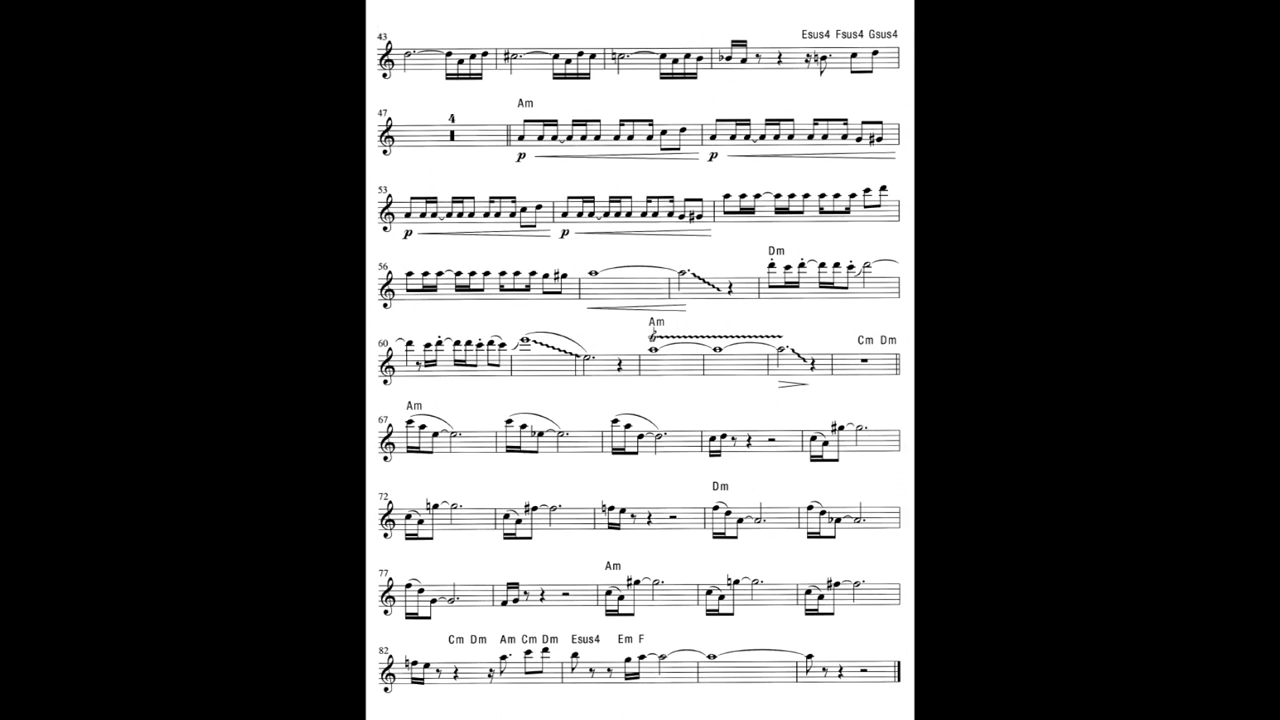 43 Esus4 Fsus4 Gsus4
47 4 Am
p p
53
p p
56 Dm
60 Am Cm Dm
67 Am
72 Dm
77 Am
82 Cm Dm Am Cm Dm Esus4 Em F